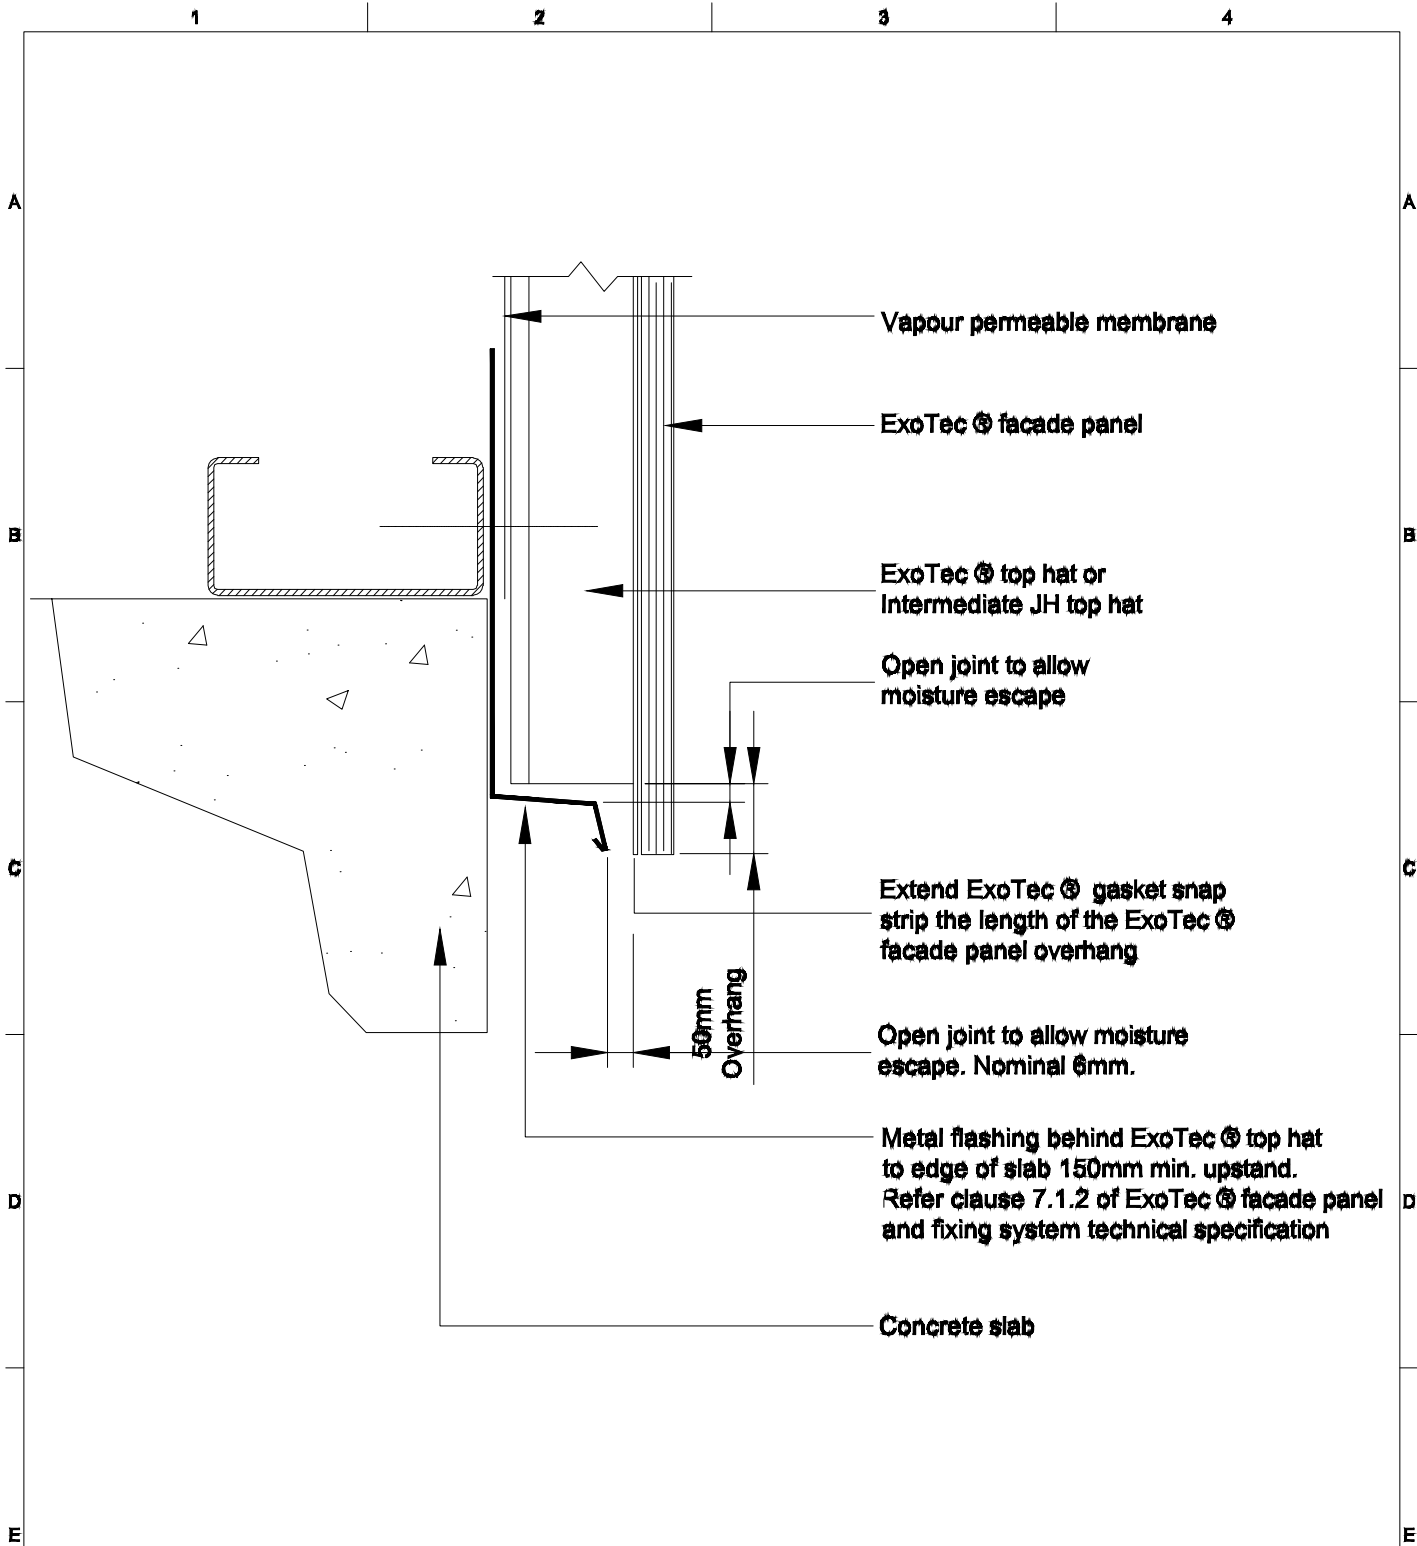 1 2 3 4
A A
Vapour permeable membrane
ExoTec ® facade panel
B B
ExoTec ® top hat or
Intermediate JH top hat
Open joint to allow
moisture escape
C C
Extend ExoTec ® gasket snap
strip the length of the ExoTec ®
facade panel overhang
50mm
Overhang
Open joint to allow moisture
escape. Nominal 6mm.
Metal flashing behind ExoTec ® top hat
to edge of slab 150mm min. upstand.
Refer clause 7.1.2 of ExoTec ® facade panel
and fixing system technical specification
D D
Concrete slab
E E